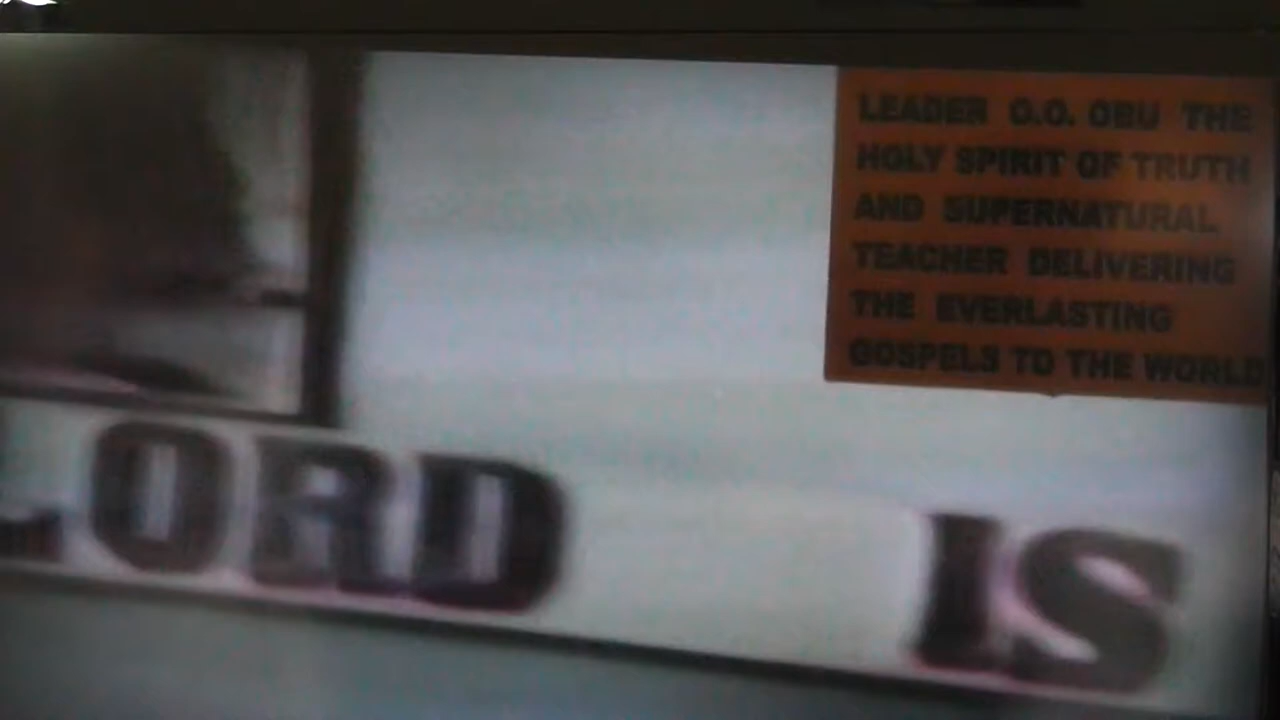 LEADER O.O. OBU THE
HOLY SPIRIT OF TRUTH
AND SUPERNATURAL
TEACHER DELIVERING
THE EVERLASTING
GOSPELS TO THE WORLD
LORD IS